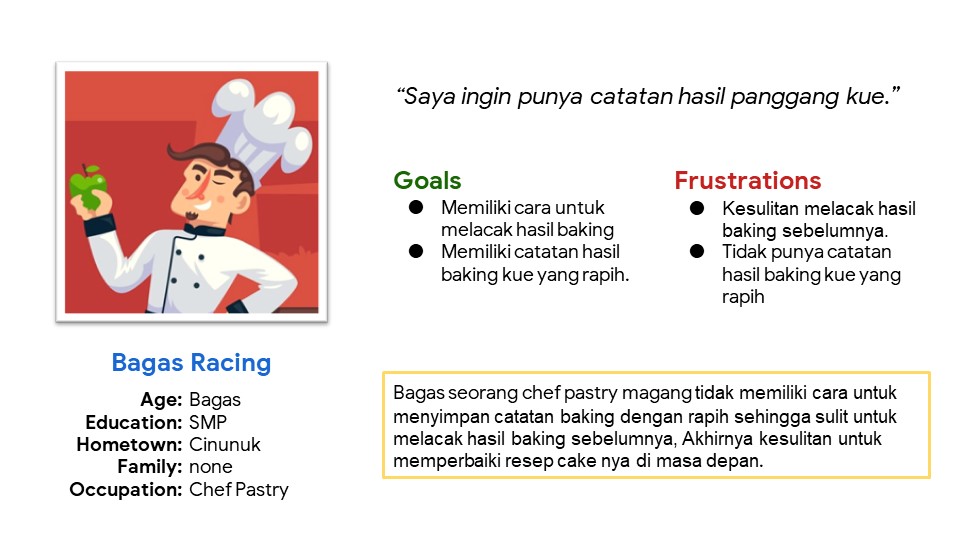 “Saya ingin punya catatan hasil panggang kue.”
Goals
● Memiliki cara untuk
melacak hasil baking
● Memiliki catatan hasil
baking kue yang rapih.
Frustrations
● Kesulitan melacak hasil
baking sebelumnya.
● Tidak punya catatan
hasil baking kue yang
rapih
Bagas Racing
Age: Bagas
Education: SMP
Hometown: Cinunuk
Family: none
Occupation: Chef Pastry
Bagas seorang chef pastry magang tidak memiliki cara untuk
menyimpan catatan baking dengan rapih sehingga sulit untuk
melacak hasil baking sebelumnya, Akhirnya kesulitan untuk
memperbaiki resep cake nya di masa depan.